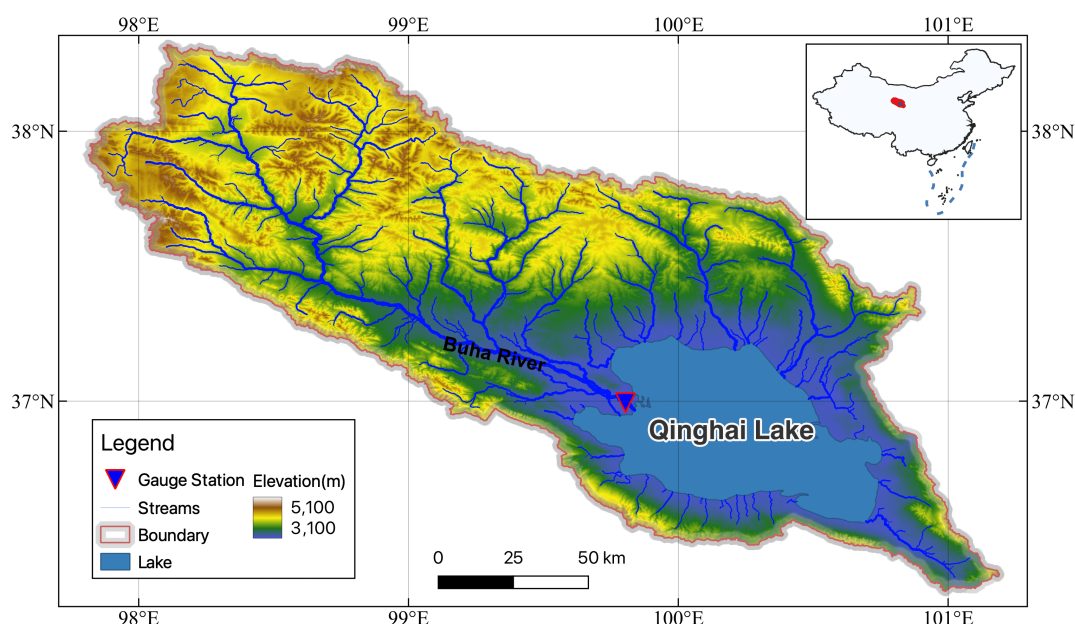 98°E 99°E 100°E 101°E
38°N 38°N
Buha River
37°N 37°N
Qinghai Lake
Legend
Gauge Station
Streams
Boundary
Lake
Elevation(m)
5,100
3,100
0 25 50 km
98°E 99°E 100°E 101°E